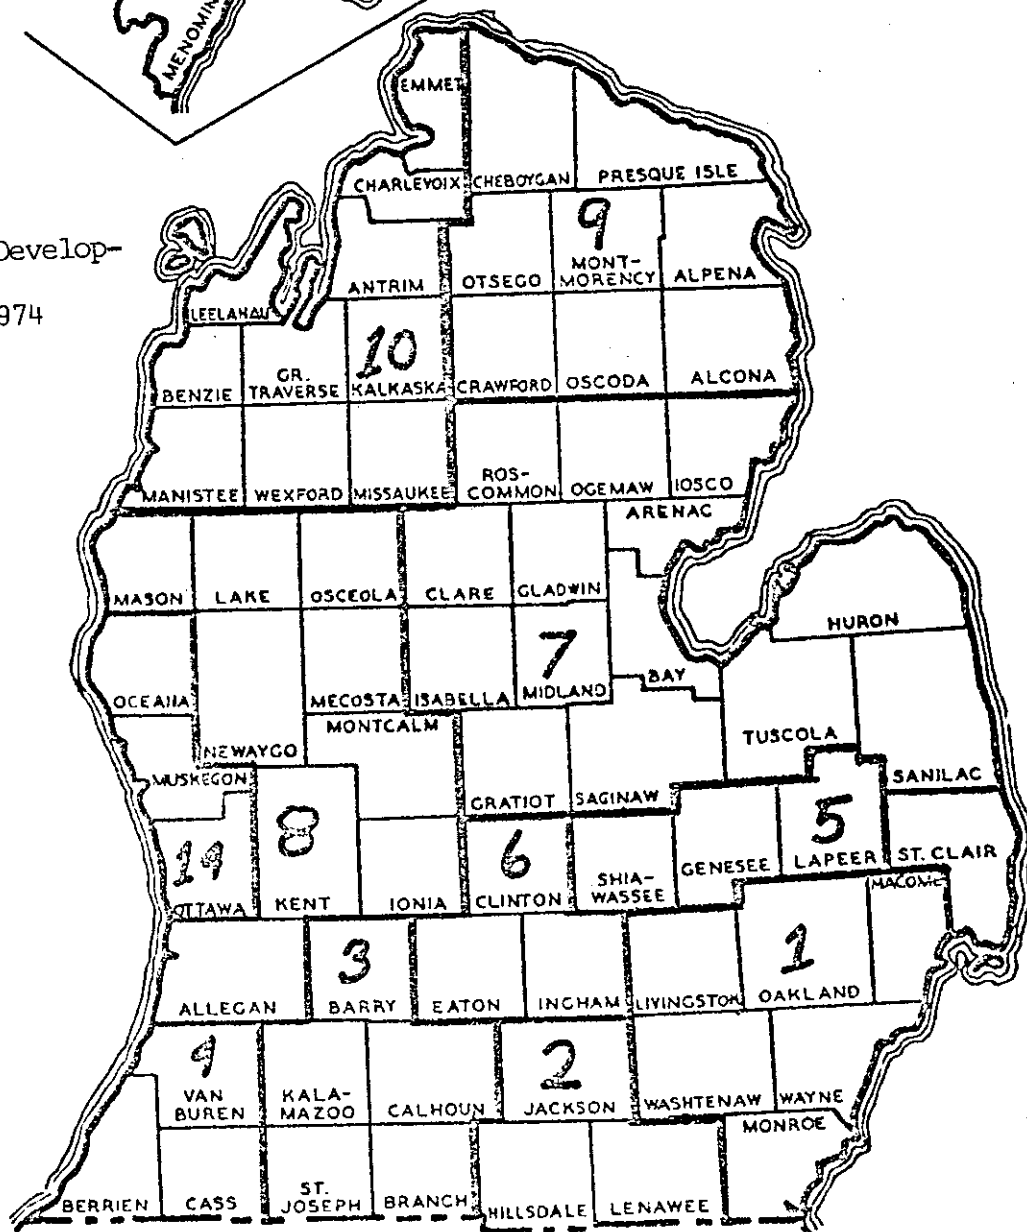 MENOMIN
EMMET
CHARLEVOIX CHEBOYGAN PRESQUE ISLE
Develop-
974
ANTRIM OTSEGO 9 MONT-
MORENCY ALPENA
LEELANAU
10
BENZIE GR.
TRAVERSE KALKASKA CRAWFORD OSCODA ALCONA
MANISTEE WEXFORD MISSAUKEE ROS-
COMMON OGEMAW IOSCO
ARENAC
MASON LAKE OSCEOLA CLARE GLADWIN
HURON
7
OCEANA MECOSTA ISABELLA MIDLAND BAY
MONTCALM
NEWAYGO TUSCOLA
MUSKEGON SANILAC
GRATIOT SAGINAW
14 8 6 5
OTTAWA KENT IONIA CLINTON SHIA-
WASSEE GENESEE LAPEER ST. CLAIR
MACOMB
3 1
ALLEGAN BARRY EATON INGHAM LIVINGSTON OAKLAND
2
VAN
BUREN KALA-
MAZOO CALHOUN JACKSON WASHTENAW WAYNE
MONROE
BERRIEN CASS ST.
JOSEPH BRANCH HILLSDALE LENAWEE